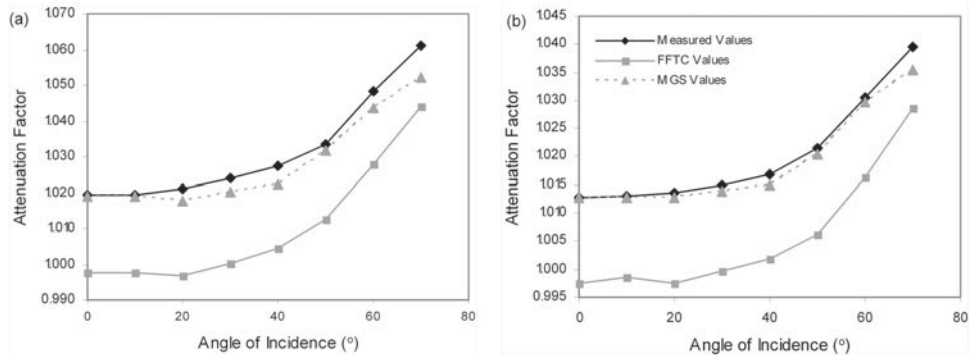 (a)
1.070
1.060
1.050
1.040
1.030
1.020
1.010
1.000
0.990
Attenuation Factor
0 20 40 60 80
Angle of Incidence (°)
(b)
1.045
1.040
1.035
1.030
1.025
1.020
1.015
1.010
1.005
1.000
0.995
Attenuation Factor
Measured Values
FFTC Values
MGS Values
0 20 40 60 80
Angle of Incidence (°)